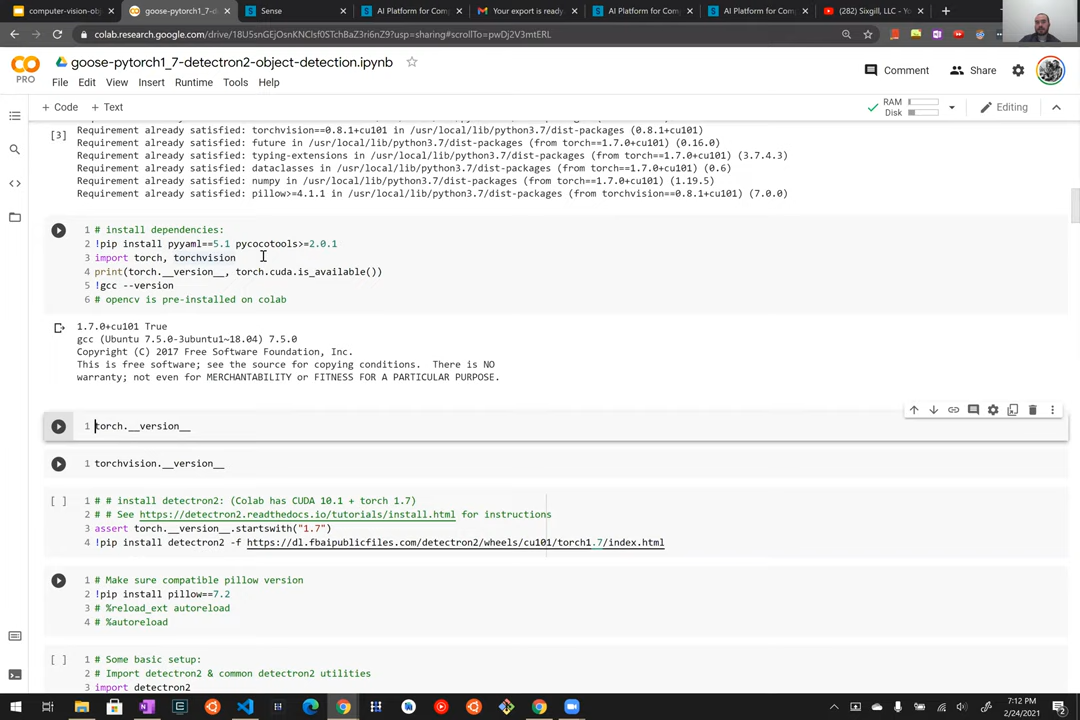 computer-vision-ob
goose-pytorch1_7-d
Sense
AI Platform for Comp
Your export is ready
AI Platform for Comp
AI Platform for Comp
(282) Sixgill, LLC - Yo
colab.research.google.com/drive/18U5snGEjOsnKNCIsf0STchBaZ3ri6nZ9?usp=sharing#scrollTo=pwDj2V3mtERL
PRO
goose-pytorch1_7-detectron2-object-detection.ipynb
File Edit View Insert Runtime Tools Help
Comment
Share
+ Code + Text
RAM
Disk
Editing
[3]
Requirement already satisfied: torchvision==0.8.1+cu101 in /usr/local/lib/python3.7/dist-packages (0.8.1+cu101)
Requirement already satisfied: future in /usr/local/lib/python3.7/dist-packages (from torch==1.7.0+cu101) (0.16.0)
Requirement already satisfied: typing-extensions in /usr/local/lib/python3.7/dist-packages (from torch==1.7.0+cu101) (3.7.4.3)
Requirement already satisfied: dataclasses in /usr/local/lib/python3.7/dist-packages (from torch==1.7.0+cu101) (0.6)
Requirement already satisfied: numpy in /usr/local/lib/python3.7/dist-packages (from torch==1.7.0+cu101) (1.19.5)
Requirement already satisfied: pillow>=4.1.1 in /usr/local/lib/python3.7/dist-packages (from torchvision==0.8.1+cu101) (7.0.0)
1 # install dependencies:
2 !pip install pyyaml==5.1 pycocotools>=2.0.1
3 import torch, torchvision
4 print(torch.__version__, torch.cuda.is_available())
5 !gcc --version
6 # opencv is pre-installed on colab
1.7.0+cu101 True
gcc (Ubuntu 7.5.0-3ubuntu1~18.04) 7.5.0
Copyright (C) 2017 Free Software Foundation, Inc.
This is free software; see the source for copying conditions.  There is NO
warranty; not even for MERCHANTABILITY or FITNESS FOR A PARTICULAR PURPOSE.
1 torch.__version__
1 torchvision.__version__
[ ]
1 # # install detectron2: (Colab has CUDA 10.1 + torch 1.7)
2 # # See https://detectron2.readthedocs.io/tutorials/install.html for instructions
3 assert torch.__version__.startswith("1.7")
4 !pip install detectron2 -f https://dl.fbaipublicfiles.com/detectron2/wheels/cu101/torch1.7/index.html
1 # Make sure compatible pillow version
2 !pip install pillow==7.2
3 # %reload_ext autoreload
4 # %autoreload
[ ]
1 # Some basic setup:
2 # Import detectron2 & common detectron2 utilities
3 import detectron2
7:12 PM
2/24/2021